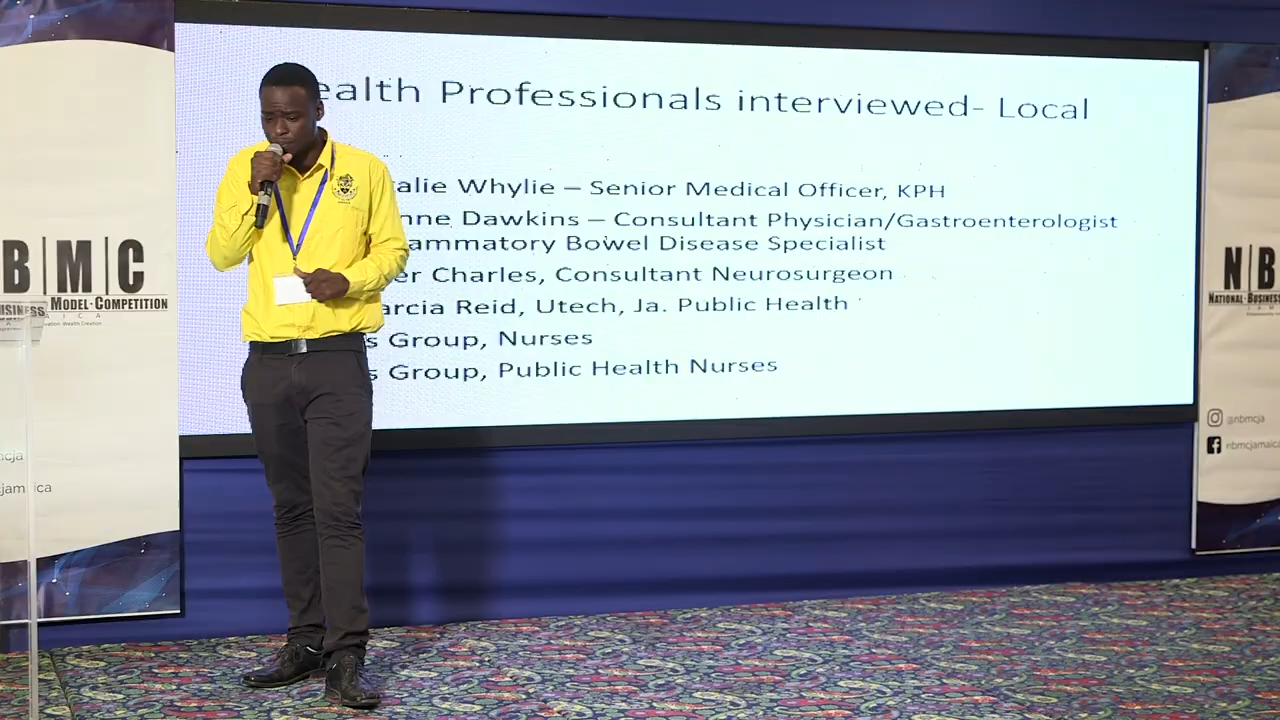 ealth Professionals interviewed- Local
alie Whylie – Senior Medical Officer, KPH
nne Dawkins – Consultant Physician/Gastroenterologist
ammatory Bowel Disease Specialist
er Charles, Consultant Neurosurgeon
arcia Reid, Utech, Ja. Public Health
s Group, Nurses
s Group, Public Health Nurses
B|M|C
BUSINESS MODEL·COMPETITION
cja
jamaica
N|B
NATIONAL·BUSINESS
@nbmcja
nbmcjamaica